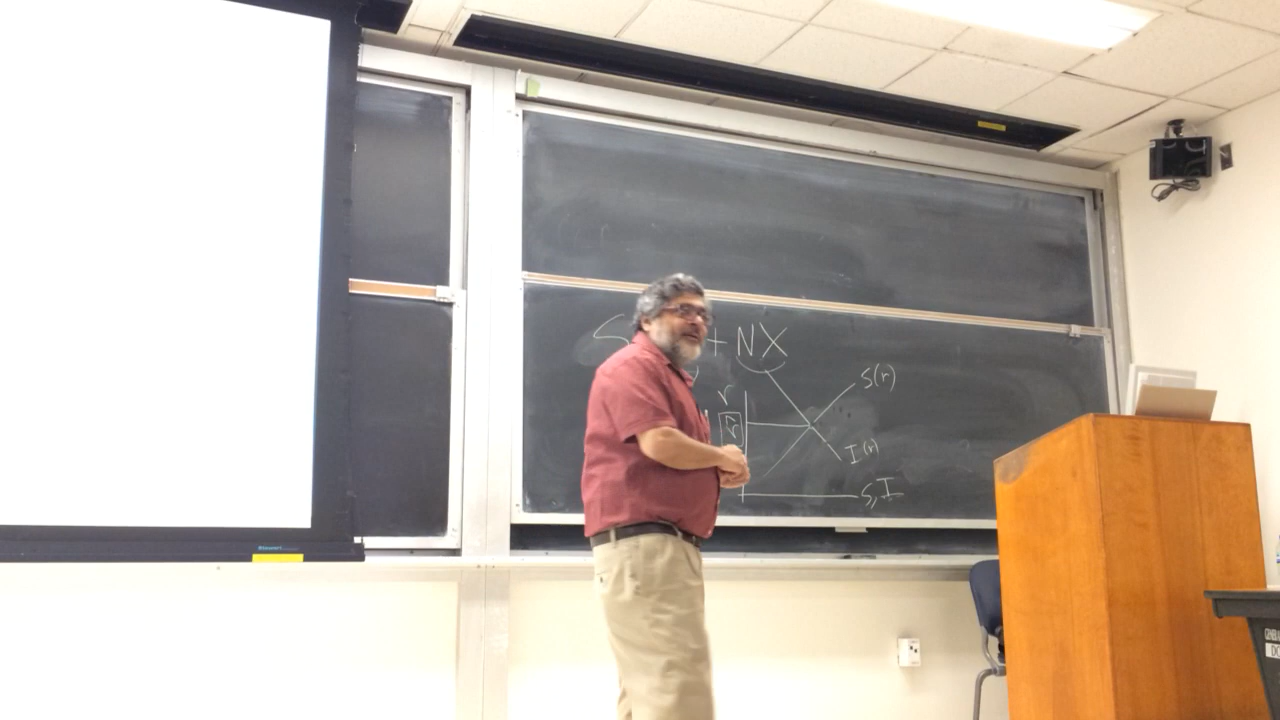 S + NX
r
S(r)
I(r)
S, I